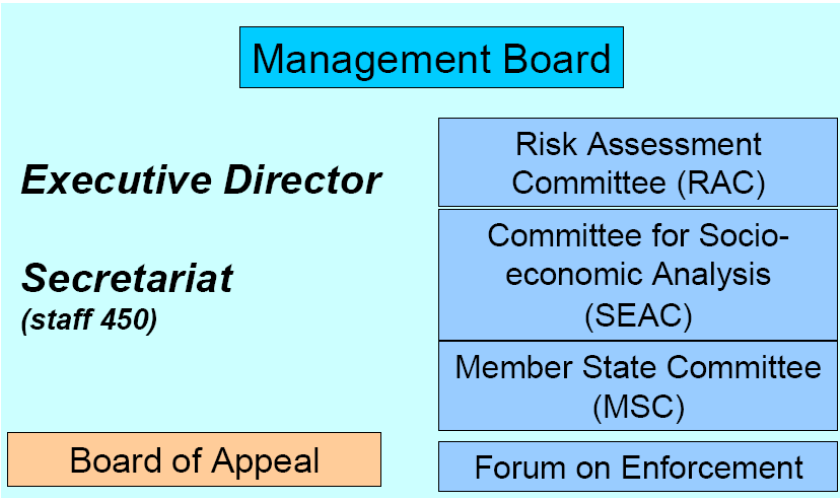 Management Board
Executive Director
Secretariat
(staff 450)
Board of Appeal
Risk Assessment
Committee (RAC)
Committee for Socio-
economic Analysis
(SEAC)
Member State Committee
(MSC)
Forum on Enforcement